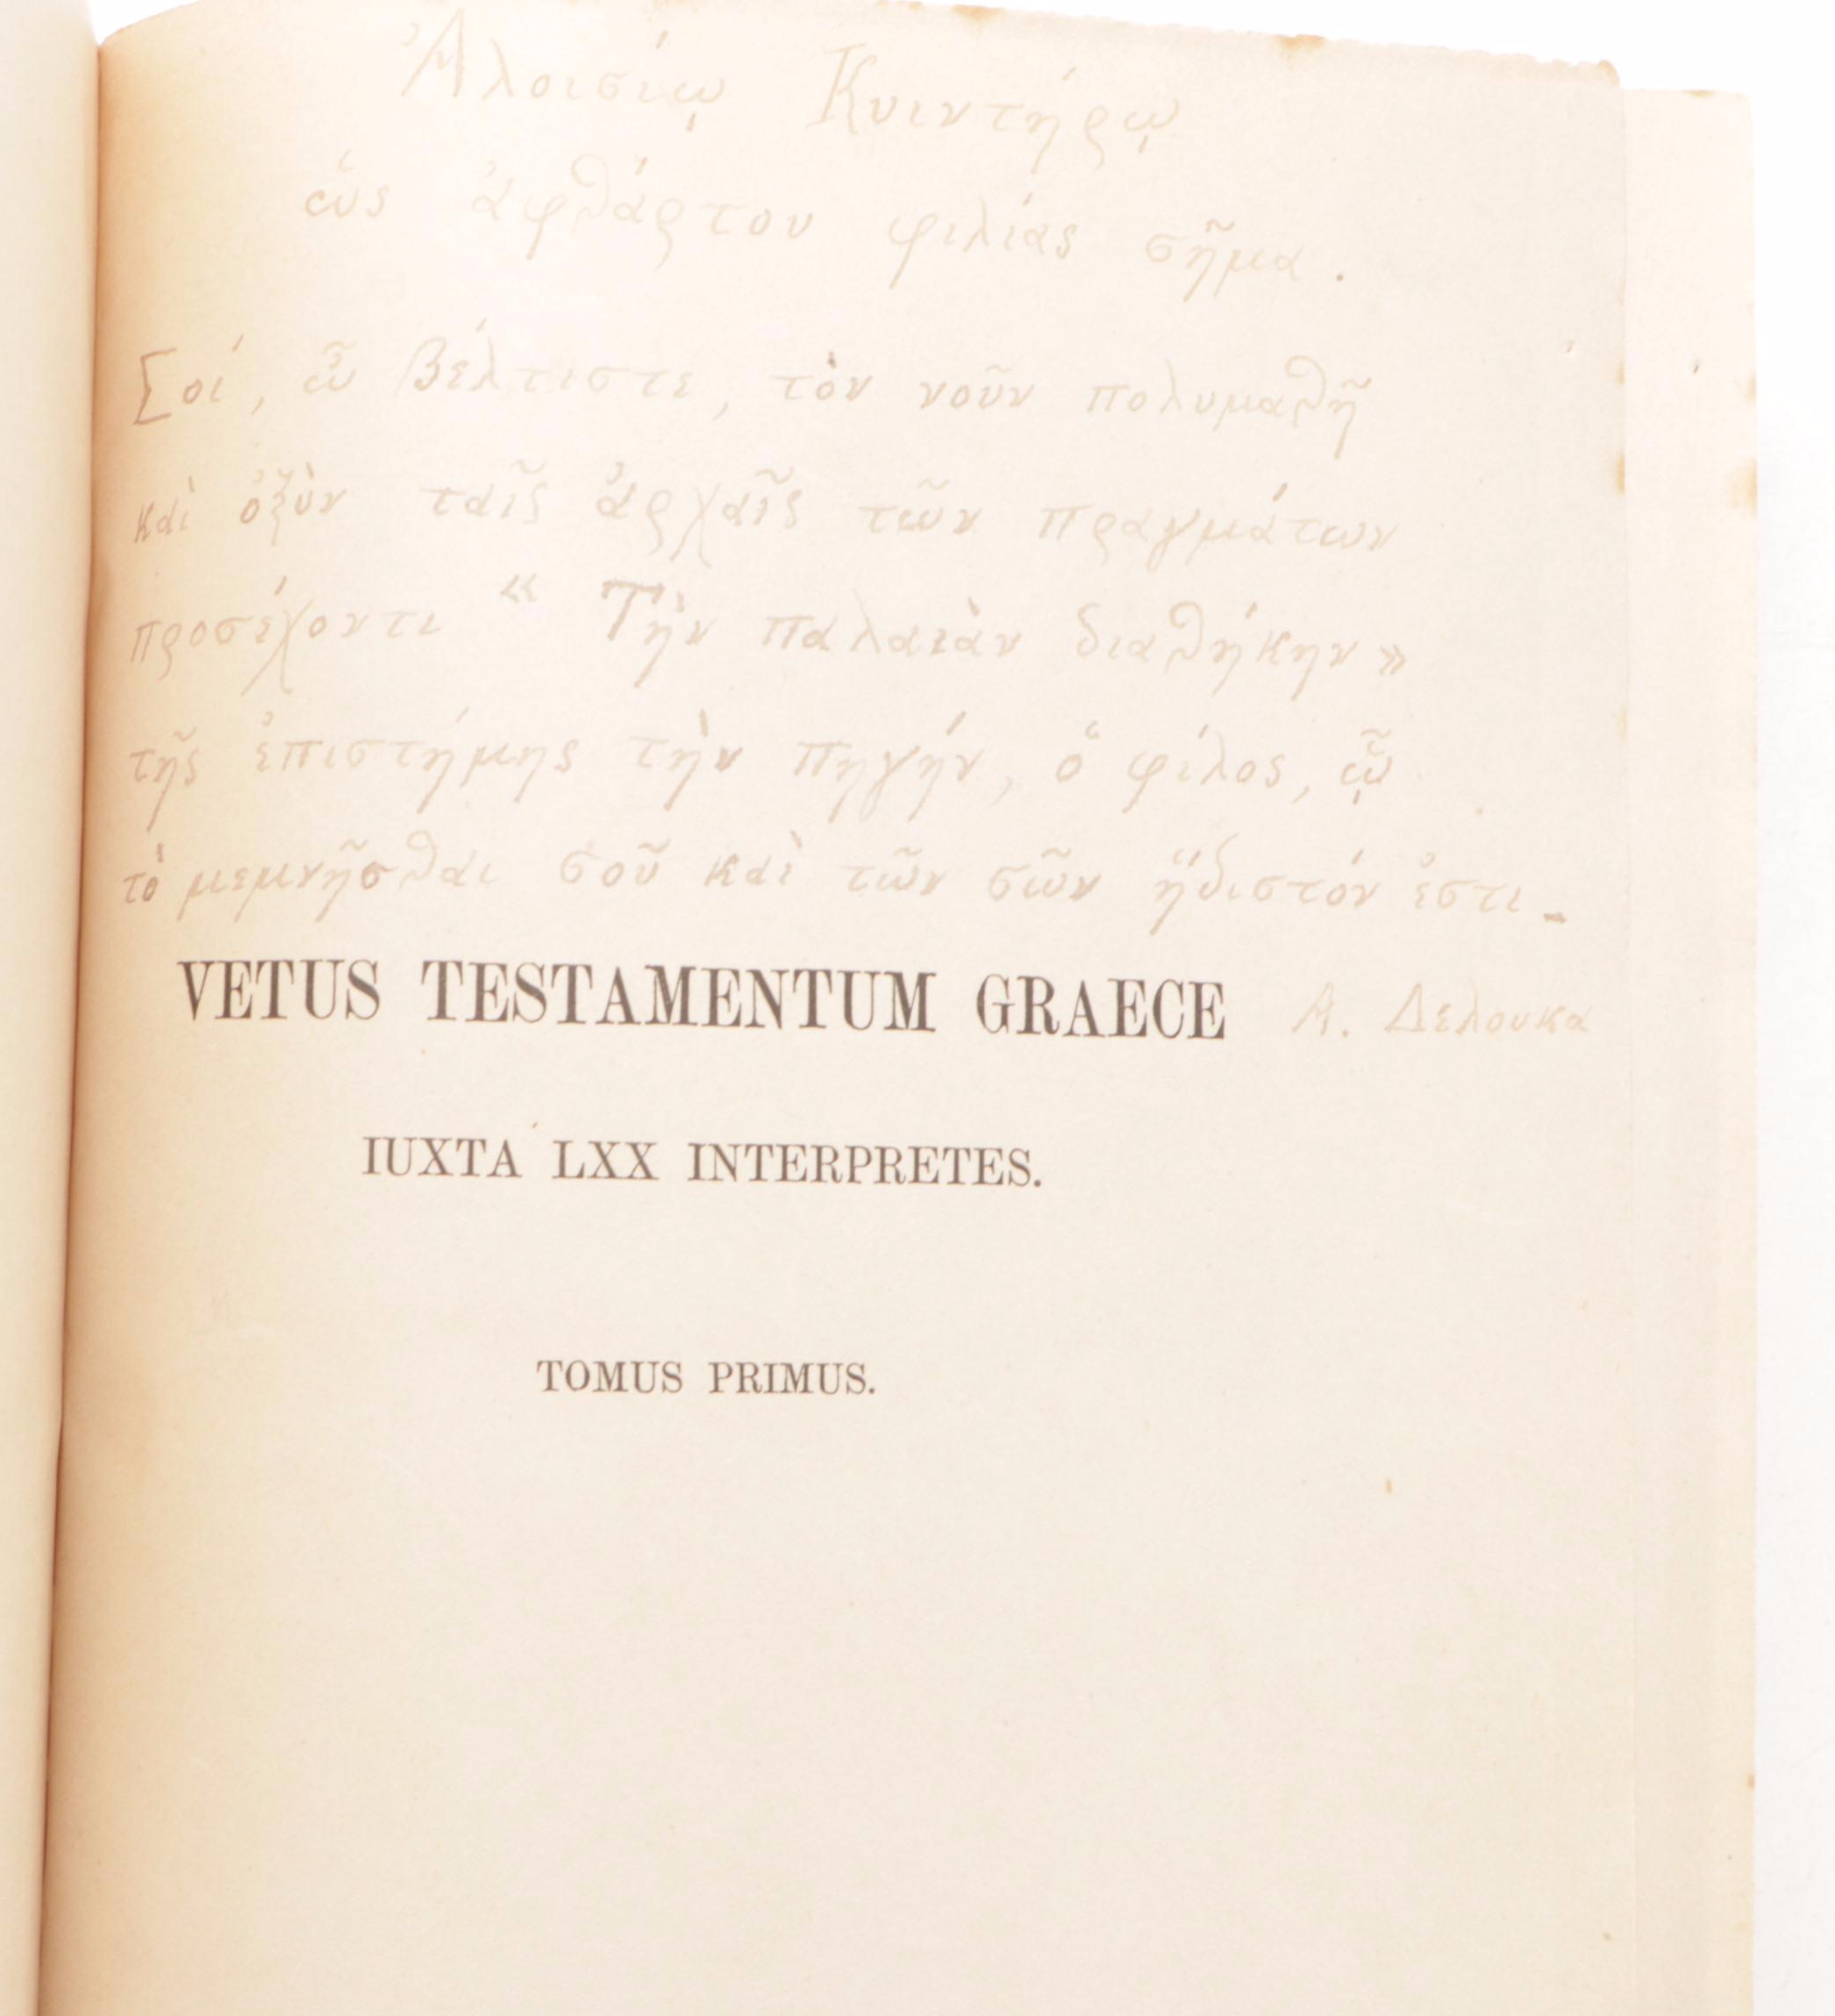 Ἀλοισίῳ Κυιντήρῳ
ὡς ἀφθάρτου φιλίας σῆμα.
Σοί, ὦ βέλτιστε, τὸν νοῦν πολυμαθῆ
καὶ ὀξὺν ταῖς ἀρχαῖς τῶν πραγμάτων
προσέχοντι « Τὴν παλαιὰν διαθήκην »
τῆς ἐπιστήμης τὴν πηγήν, ὁ φίλος, ᾧ
τὸ μεμνῆσθαι σοῦ καὶ τῶν σῶν ἥδιστόν ἐστι -
VETUS TESTAMENTUM GRAECE Α. Δελουκα
IUXTA LXX INTERPRETES.
TOMUS PRIMUS.